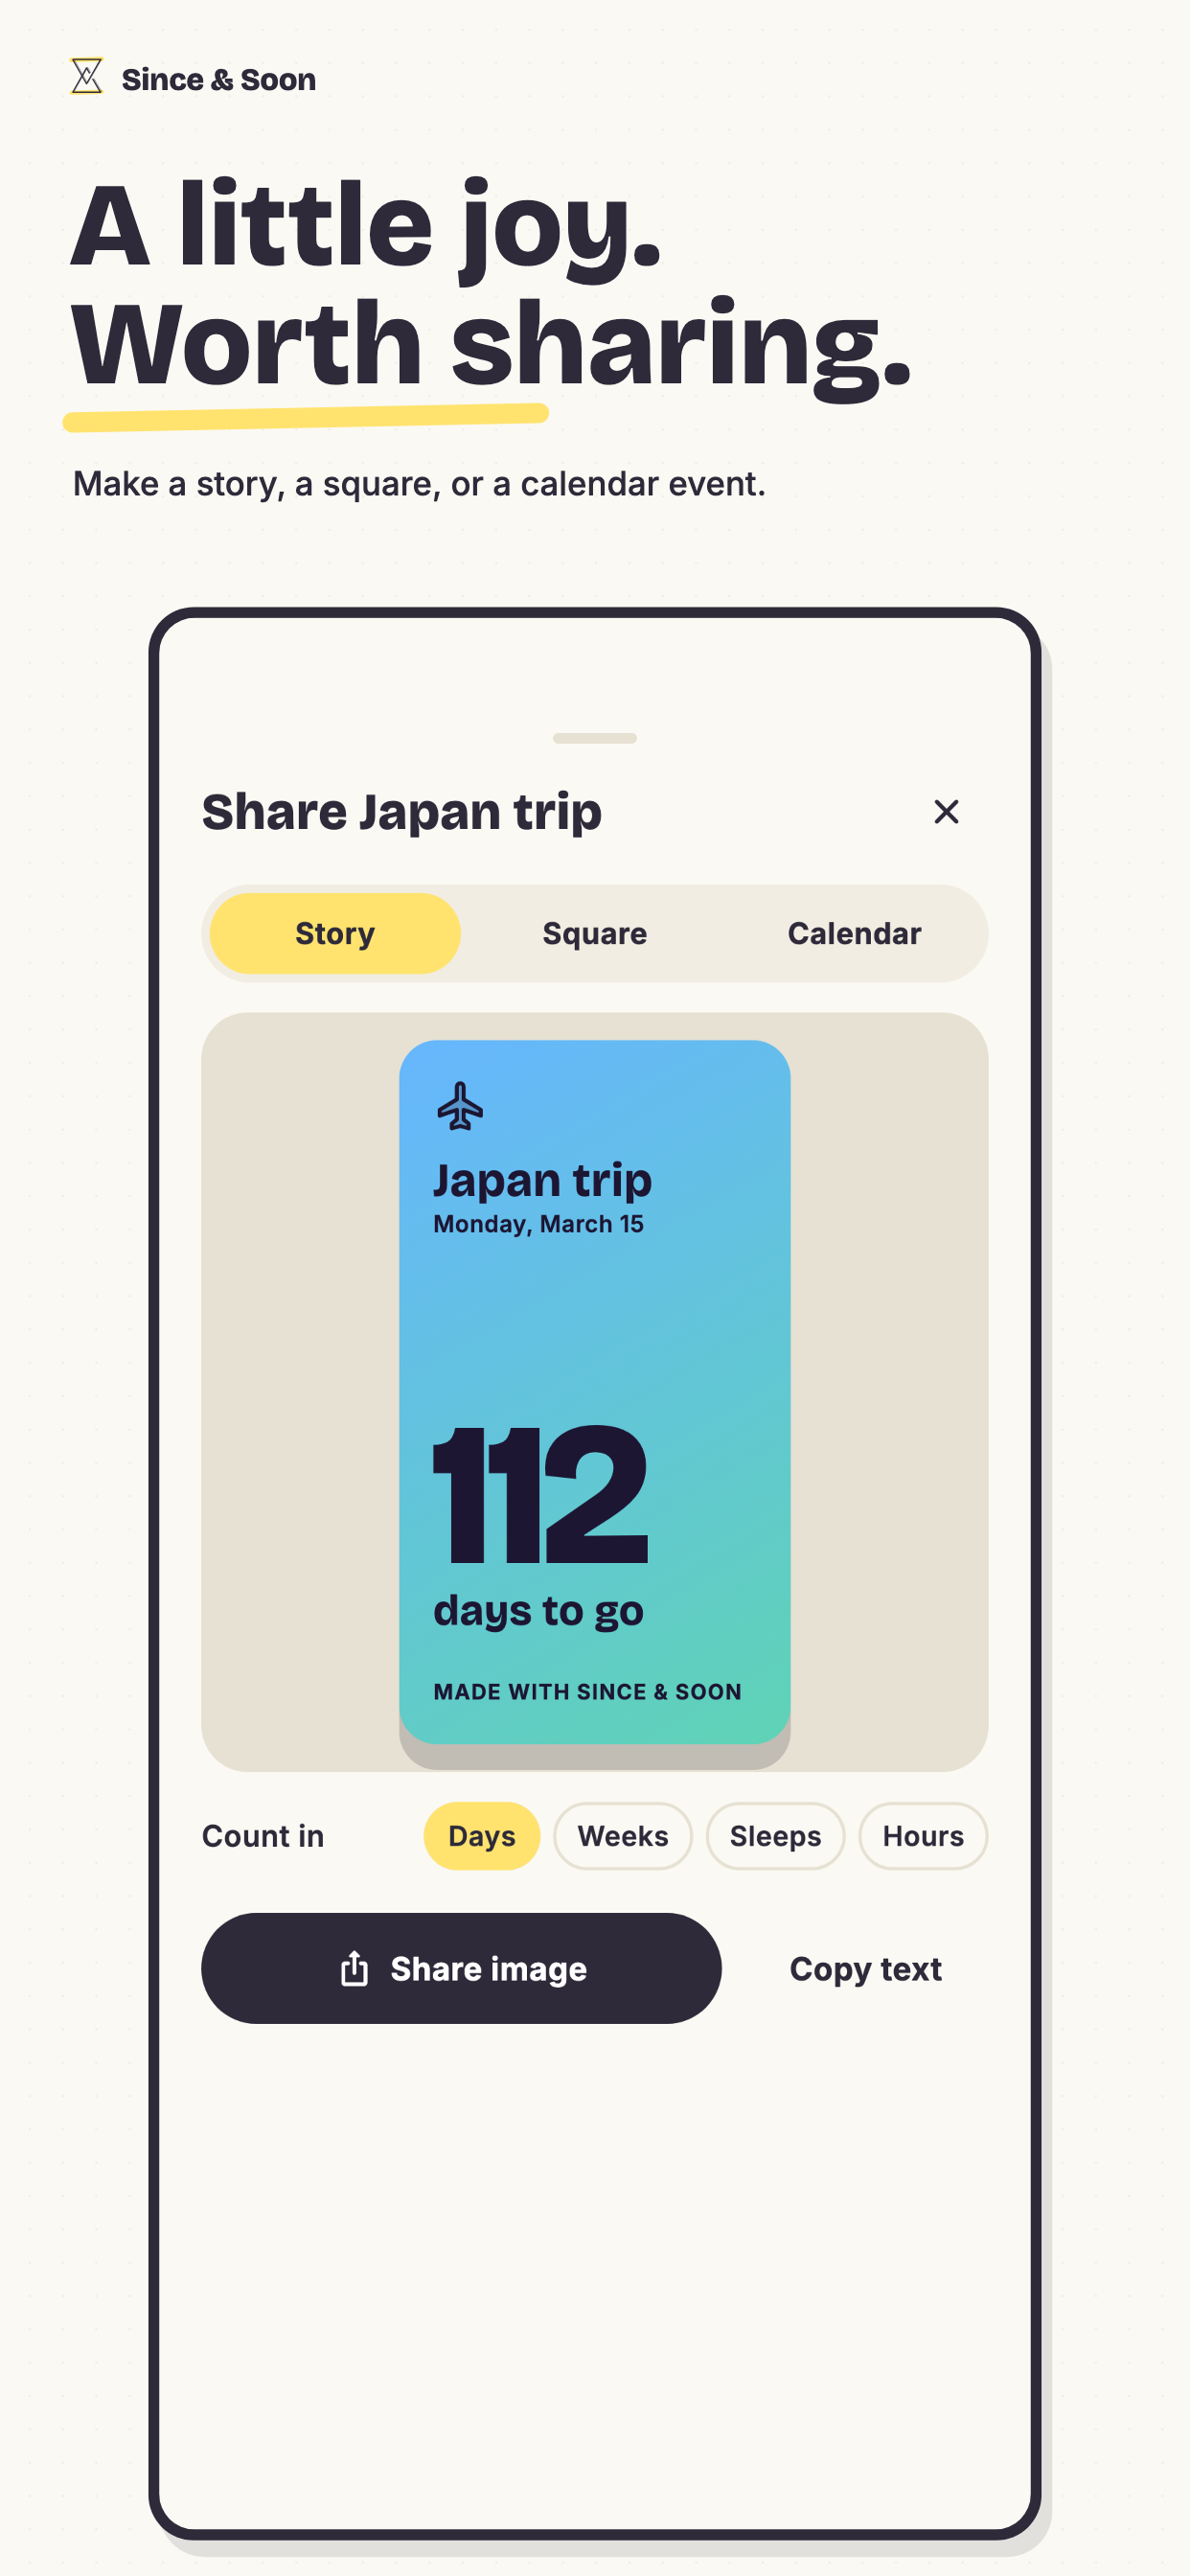 Since & Soon
A little joy.
Worth sharing.
Make a story, a square, or a calendar event.
Share Japan trip
Story Square Calendar
Japan trip
Monday, March 15
112
days to go
MADE WITH SINCE & SOON
Count in Days Weeks Sleeps Hours
Share image Copy text